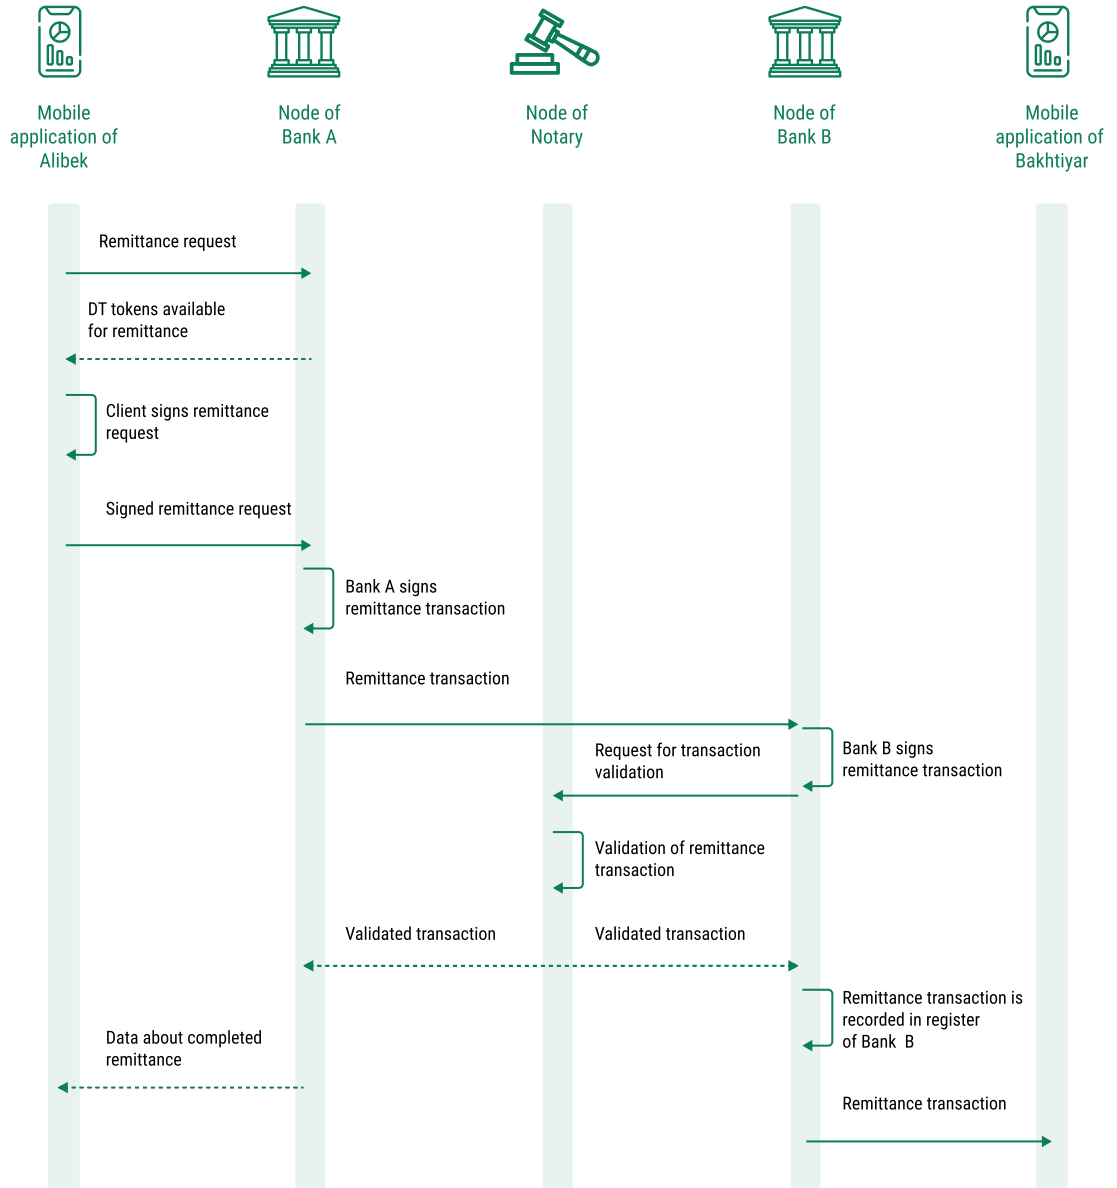 Mobile
application of
Alibek
Node of
Bank A
Node of
Notary
Node of
Bank B
Mobile
application of
Bakhtiyar
Remittance request
DT tokens available
for remittance
Client signs remittance
request
Signed remittance request
Bank A signs
remittance transaction
Remittance transaction
Bank B signs
remittance transaction
Request for transaction
validation
Validation of remittance
transaction
Validated transaction
Validated transaction
Remittance transaction is
recorded in register
of Bank B
Data about completed
remittance
Remittance transaction